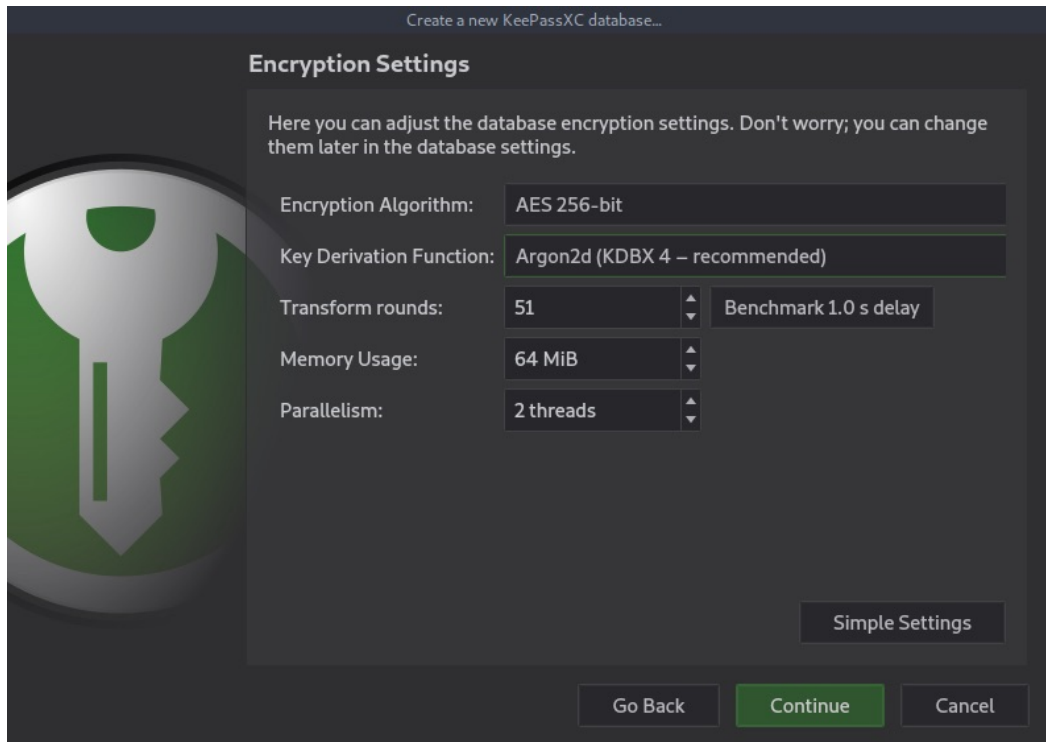 Create a new KeePassXC database...
Encryption Settings
Here you can adjust the database encryption settings. Don't worry; you can change
them later in the database settings.
Encryption Algorithm: AES 256-bit
Key Derivation Function: Argon2d (KDBX 4 – recommended)
Transform rounds: 51 Benchmark 1.0 s delay
Memory Usage: 64 MiB
Parallelism: 2 threads
Simple Settings
Go Back Continue Cancel